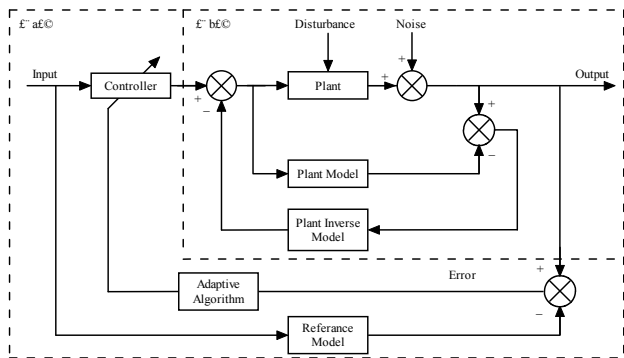 £¨ a£©
£¨ b£©
Disturbance
Noise
Input
Controller
Plant
Output
+
+
+
−
+
−
Plant Model
Plant Inverse
Model
Error
+
Adaptive
Algorithm
−
Referance
Model